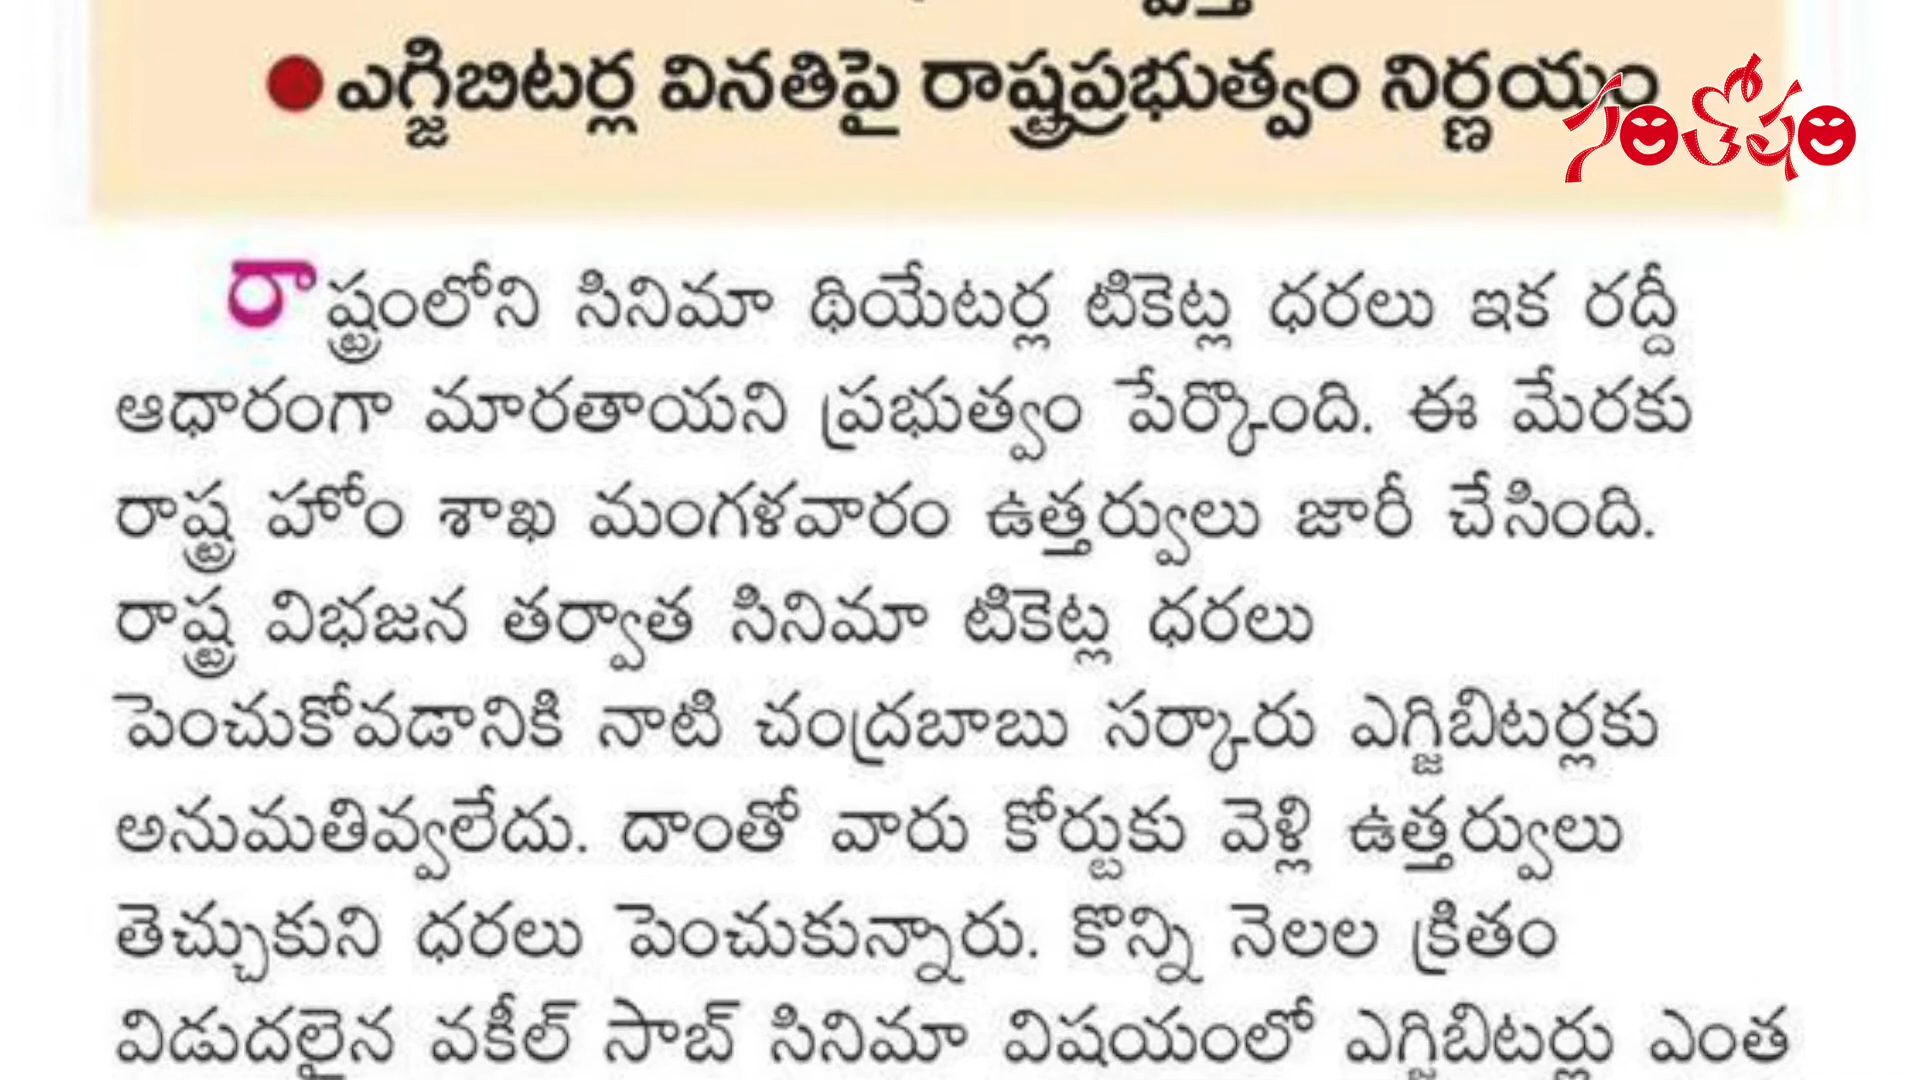 ఎగ్జిబిటర్ల వినతిపై రాష్ట్రప్రభుత్వం నిర్ణయం
సంతోషం
రాష్ట్రంలోని సినిమా థియేటర్ల టికెట్ల ధరలు ఇక రద్దీ
ఆధారంగా మారతాయని ప్రభుత్వం పేర్కొంది. ఈ మేరకు
రాష్ట్ర హోం శాఖ మంగళవారం ఉత్తర్వులు జారీ చేసింది.
రాష్ట్ర విభజన తర్వాత సినిమా టికెట్ల ధరలు
పెంచుకోవడానికి నాటి చంద్రబాబు సర్కారు ఎగ్జిబిటర్లకు
అనుమతివ్వలేదు. దాంతో వారు కోర్టుకు వెళ్లి ఉత్తర్వులు
తెచ్చుకుని ధరలు పెంచుకున్నారు. కొన్ని నెలల క్రితం
విడుదలైన వకీల్ సాబ్ సినిమా విషయంలో ఎగ్జిబిటర్లు ఎంత